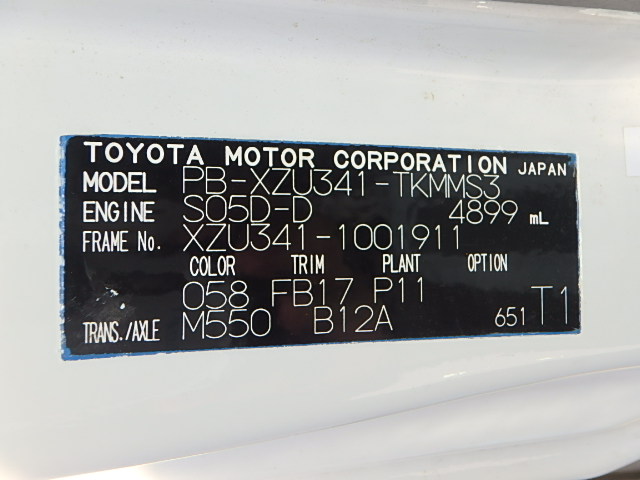 TOYOTA MOTOR CORPORATION JAPAN
MODEL PB-XZU341-TKMMS3
ENGINE S05D-D 4899 mL
FRAME No. XZU341-1001911
COLOR TRIM PLANT OPTION
058 FB17 P11
TRANS./AXLE M550 B12A 651 T1